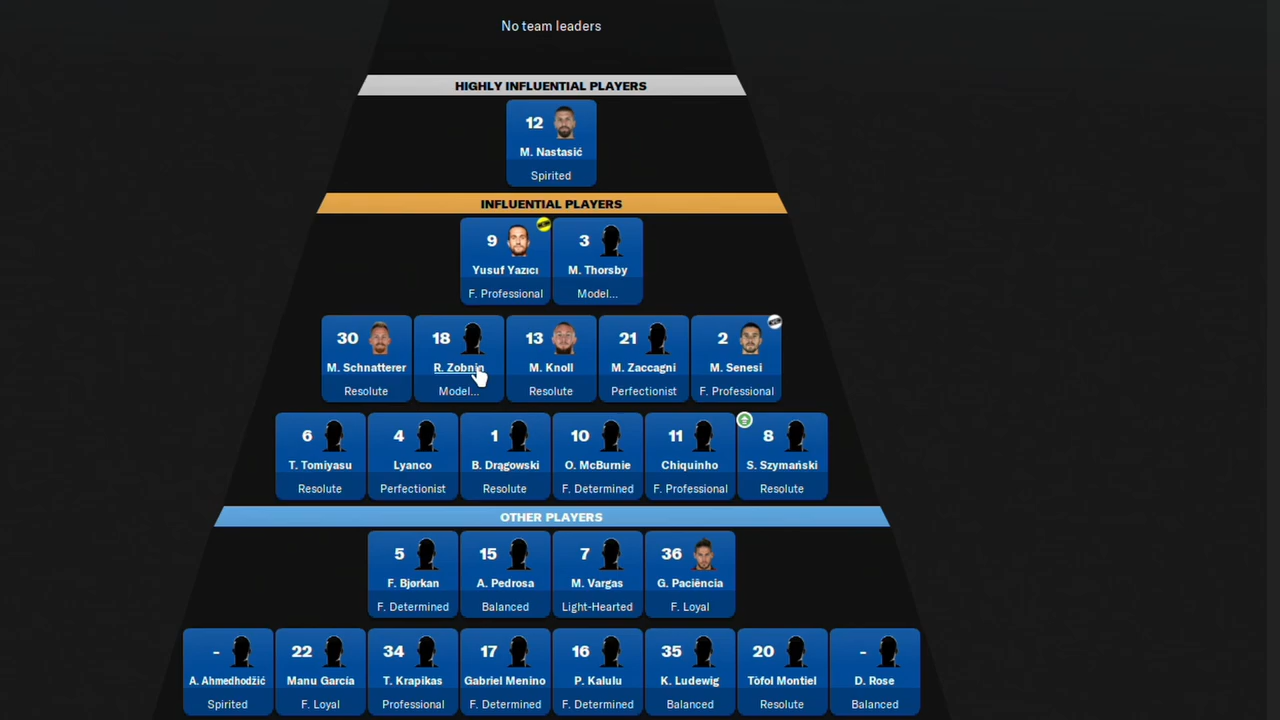 No team leaders
HIGHLY INFLUENTIAL PLAYERS
12
M. Nastasić
Spirited
INFLUENTIAL PLAYERS
9 3
Yusuf Yazıcı M. Thorsby
F. Professional Model...
30 18 13 21 2
M. Schnatterer R. Zobnin M. Knoll M. Zaccagni M. Senesi
Resolute Model... Resolute Perfectionist F. Professional
6 4 1 10 11 8
T. Tomiyasu Lyanco B. Drągowski O. McBurnie Chiquinho S. Szymański
Resolute Perfectionist Resolute F. Determined F. Professional Resolute
OTHER PLAYERS
5 15 7 36
F. Bjørkan A. Pedrosa M. Vargas G. Paciência
F. Determined Balanced Light-Hearted F. Loyal
- 22 34 17 16 35 20 -
A. Ahmedhodžić Manu García T. Krapikas Gabriel Menino P. Kalulu K. Ludewig Tòfol Montiel D. Rose
Spirited F. Loyal Professional F. Determined F. Determined Balanced Resolute Balanced